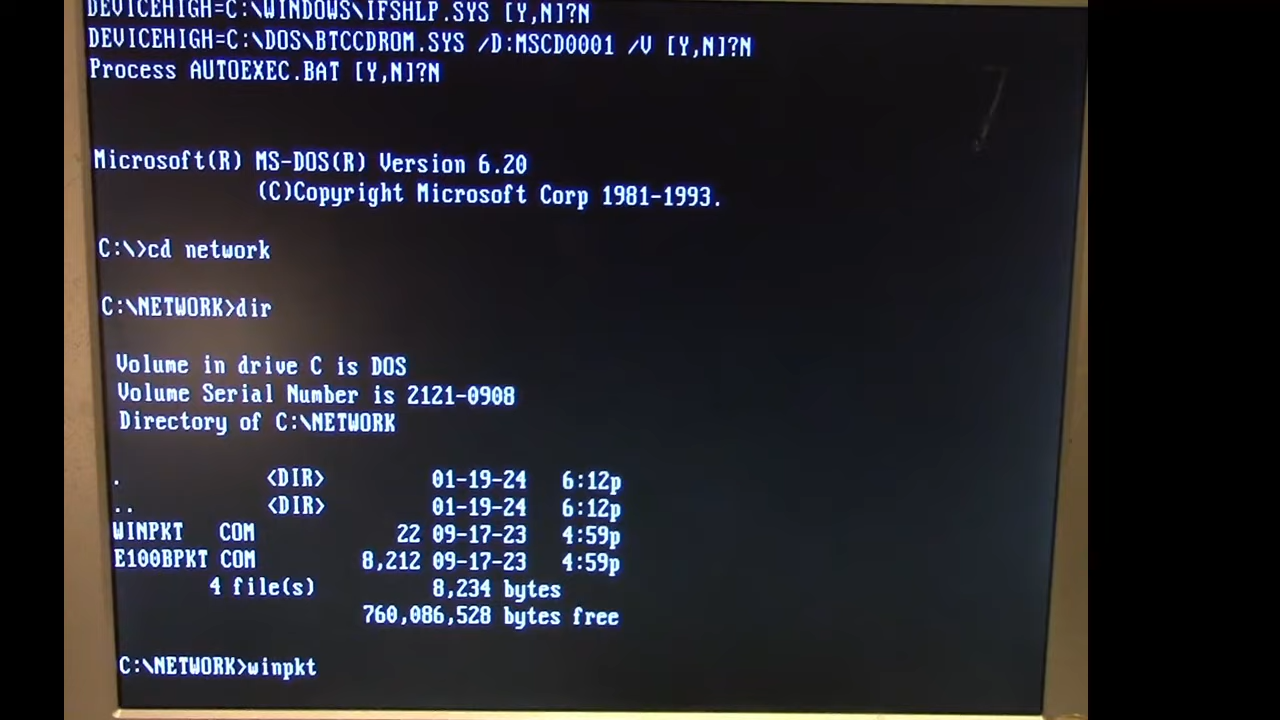 DEVICEHIGH=C:\WINDOWS\IFSHLP.SYS [Y,N]?N
DEVICEHIGH=C:\DOS\BTCCDROM.SYS /D:MSCD0001 /V [Y,N]?N
Process AUTOEXEC.BAT [Y,N]?N
Microsoft(R) MS-DOS(R) Version 6.20
(C)Copyright Microsoft Corp 1981-1993.
C:\>cd network
C:\NETWORK>dir
Volume in drive C is DOS
Volume Serial Number is 2121-0908
Directory of C:\NETWORK
. <DIR> 01-19-24 6:12p
.. <DIR> 01-19-24 6:12p
WINPKT COM 22 09-17-23 4:59p
E100BPKT COM 8,212 09-17-23 4:59p
4 file(s) 8,234 bytes
760,086,528 bytes free
C:\NETWORK>winpkt